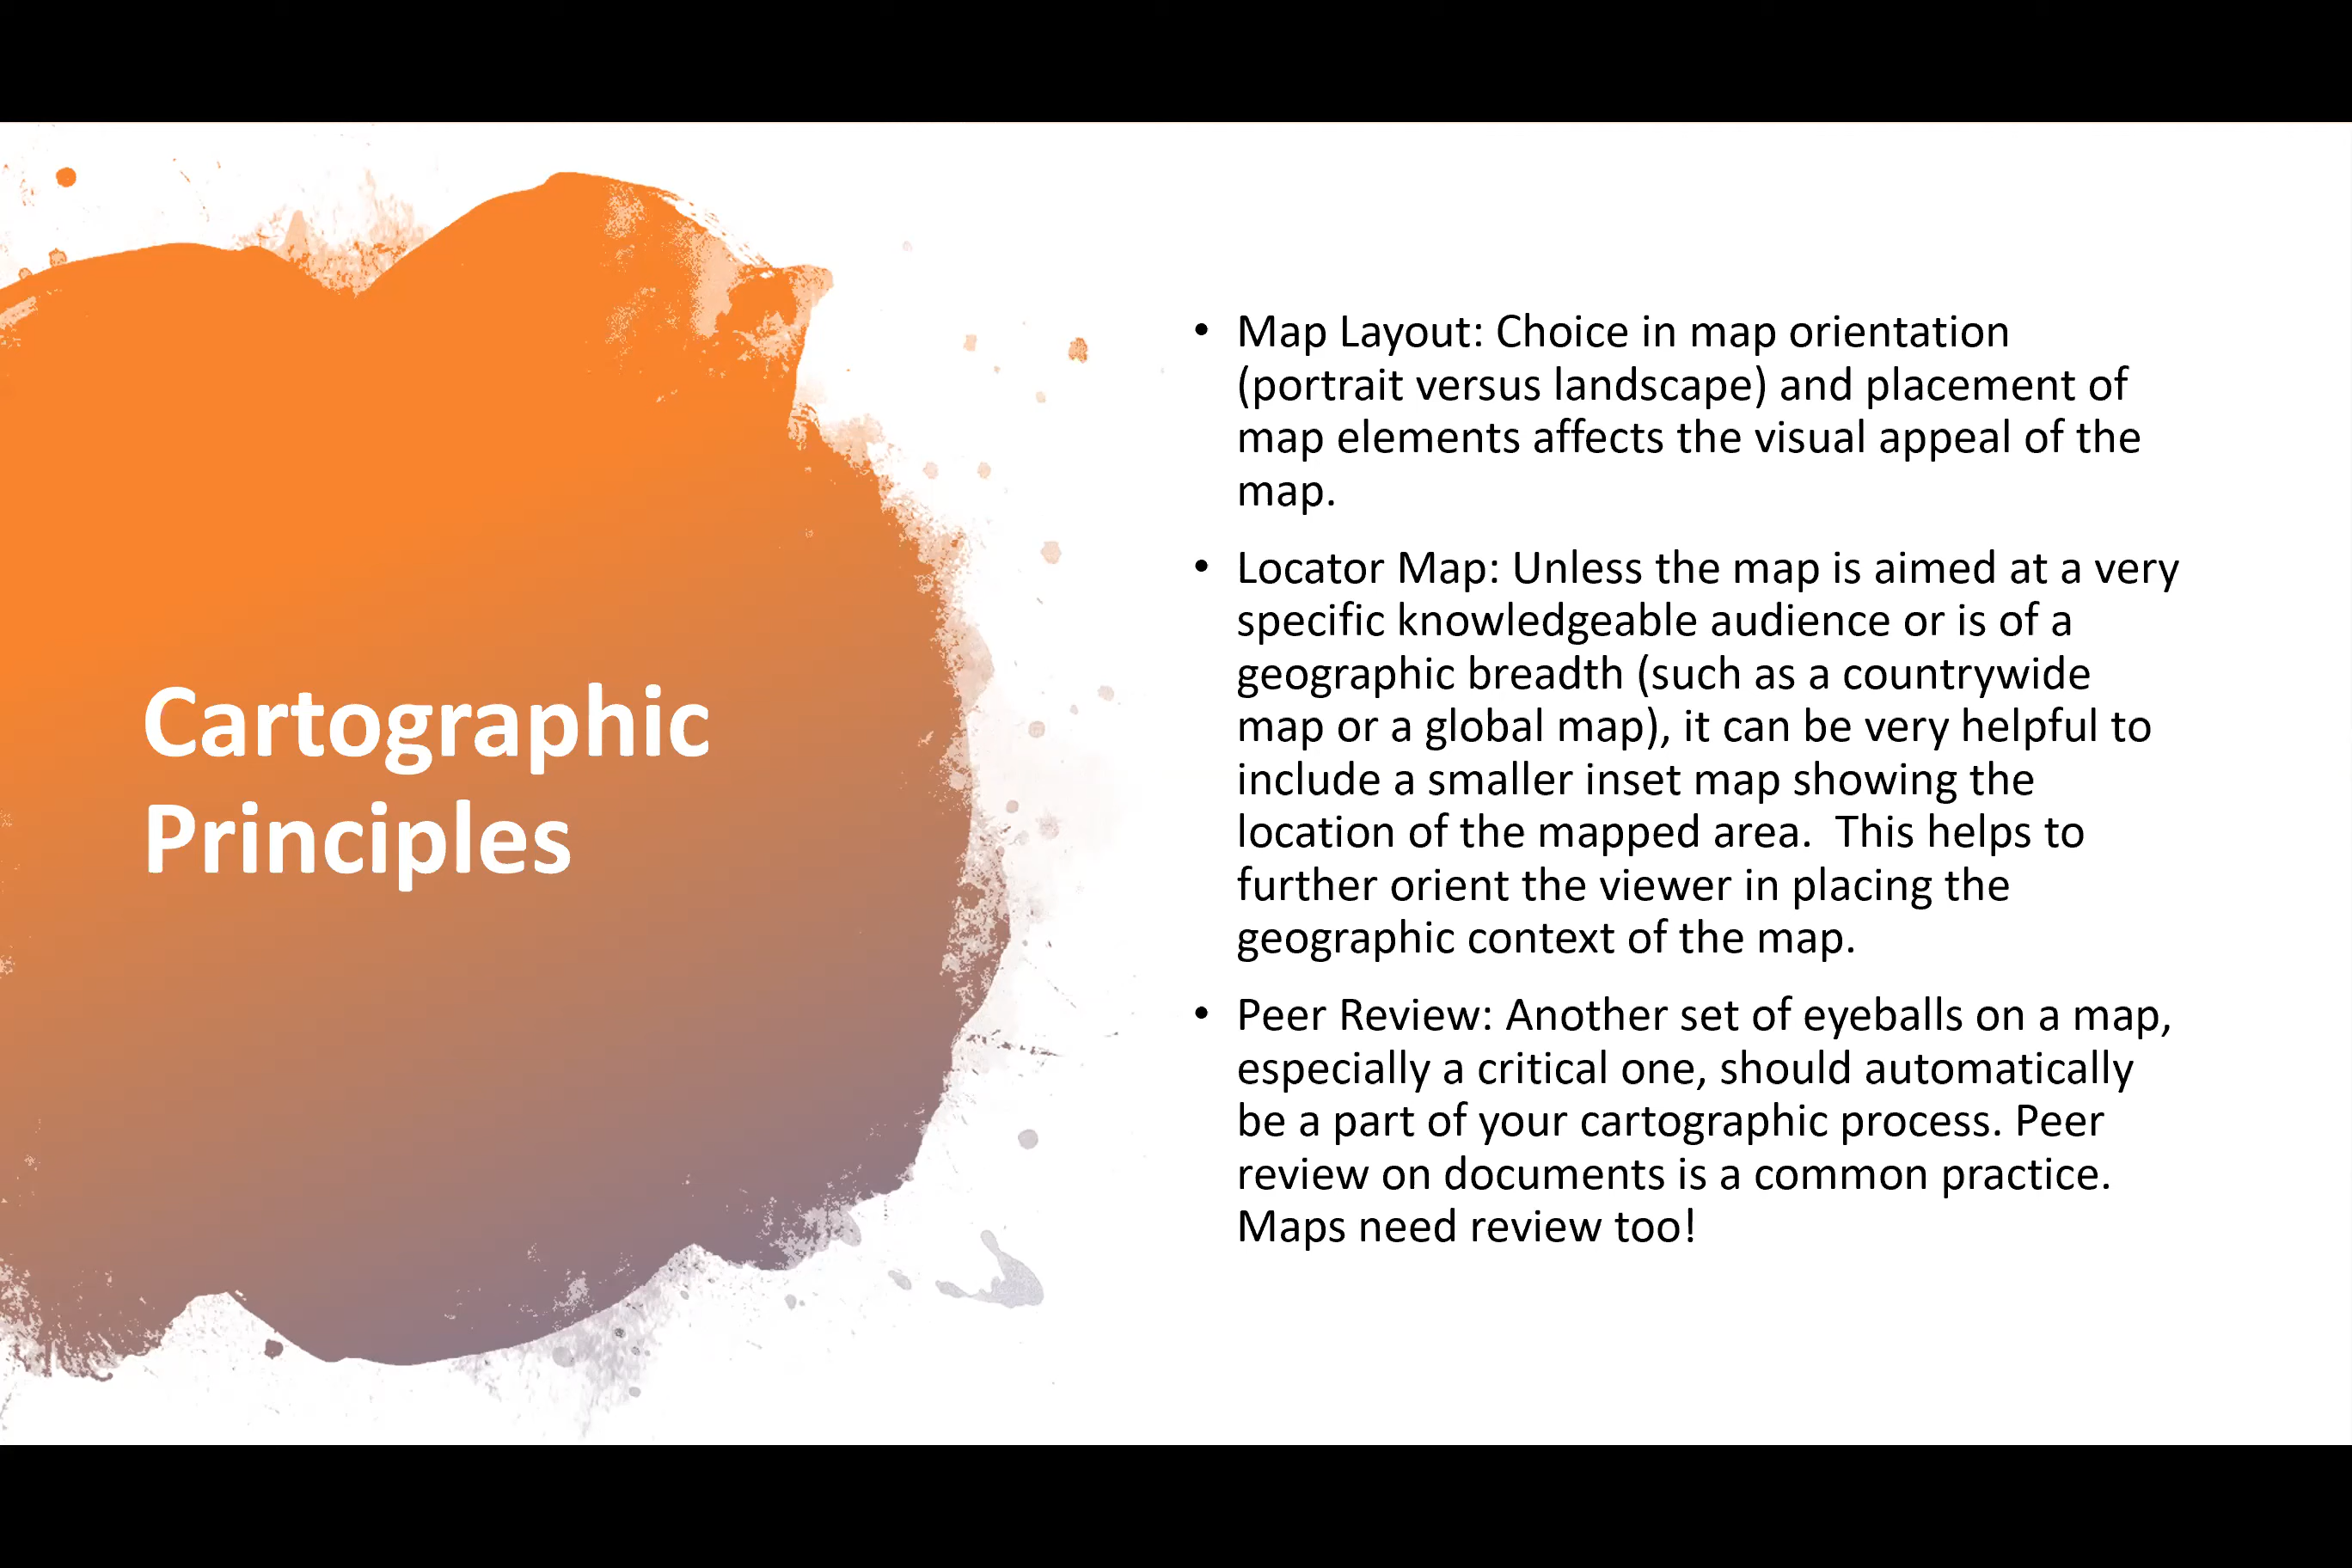 Cartographic
Principles
• Map Layout: Choice in map orientation
(portrait versus landscape) and placement of
map elements affects the visual appeal of the
map.
• Locator Map: Unless the map is aimed at a very
specific knowledgeable audience or is of a
geographic breadth (such as a countrywide
map or a global map), it can be very helpful to
include a smaller inset map showing the
location of the mapped area.  This helps to
further orient the viewer in placing the
geographic context of the map.
• Peer Review: Another set of eyeballs on a map,
especially a critical one, should automatically
be a part of your cartographic process. Peer
review on documents is a common practice.
Maps need review too!